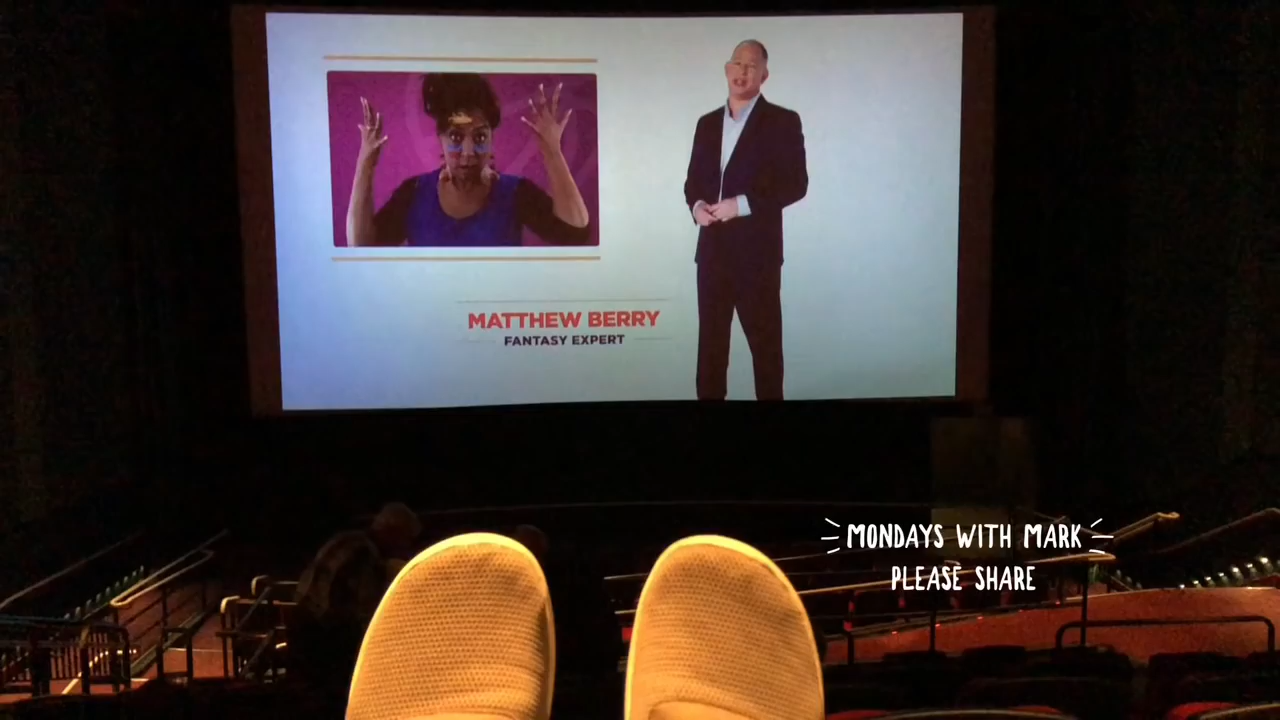 MATTHEW BERRY
FANTASY EXPERT
MONDAYS WITH MARK
PLEASE SHARE